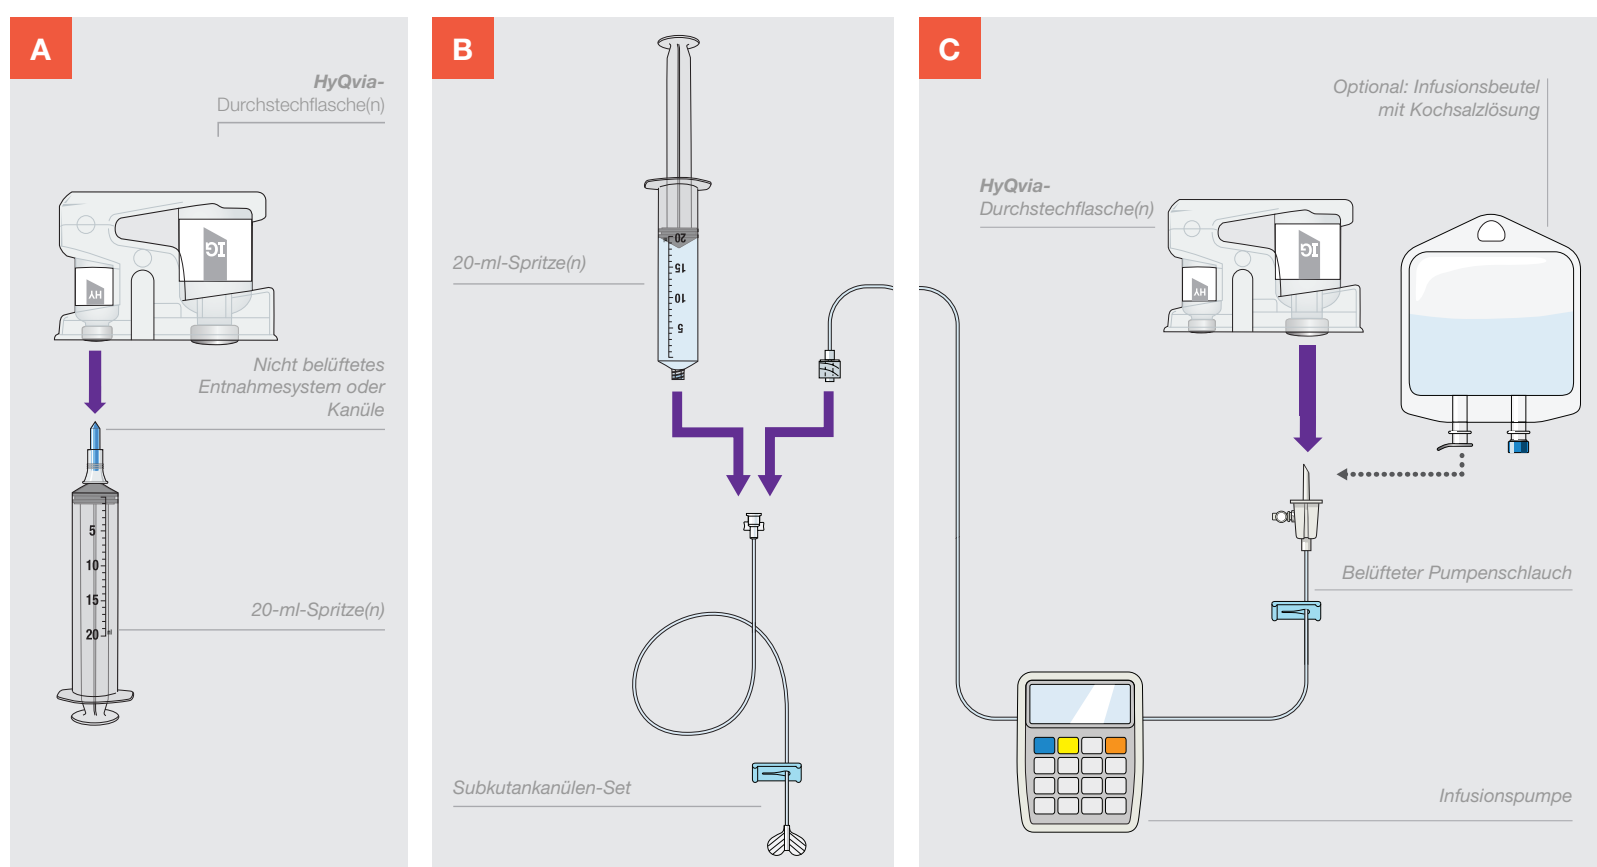 A
HyQvia-
Durchstechflasche(n)
IG
HY
Nicht belüftetes
Entnahmesystem oder
Kanüle
5
10
15
20 ml
20-ml-Spritze(n)
B
20-ml-Spritze(n)
20
15
10
5
Subkutankanülen-Set
C
Optional: Infusionsbeutel
mit Kochsalzlösung
HyQvia-
Durchstechflasche(n)
IG
HY
Belüfteter Pumpenschlauch
Infusionspumpe